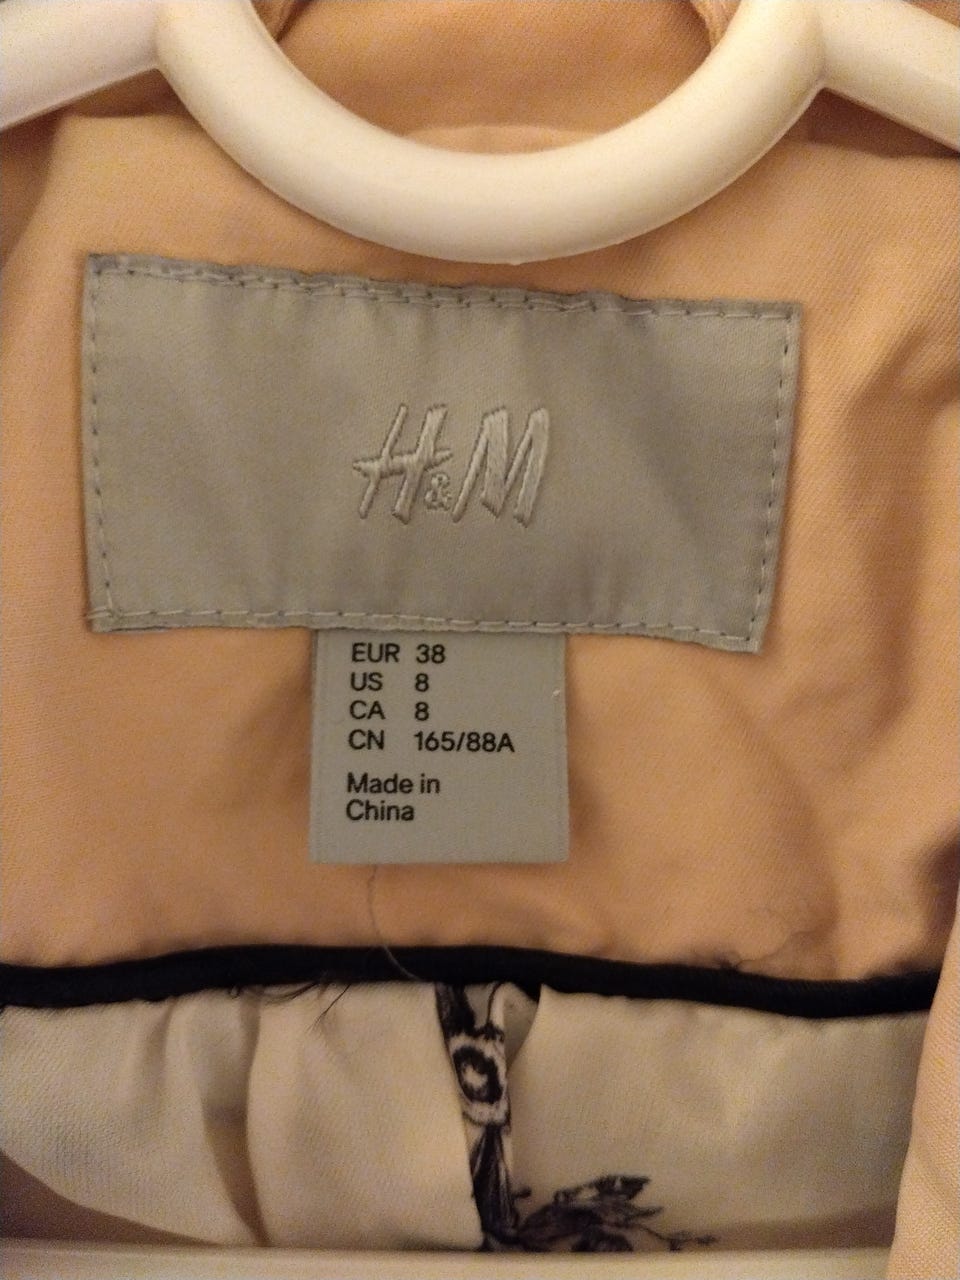 H&M
EUR 38
US 8
CA 8
CN 165/88A
Made in
China